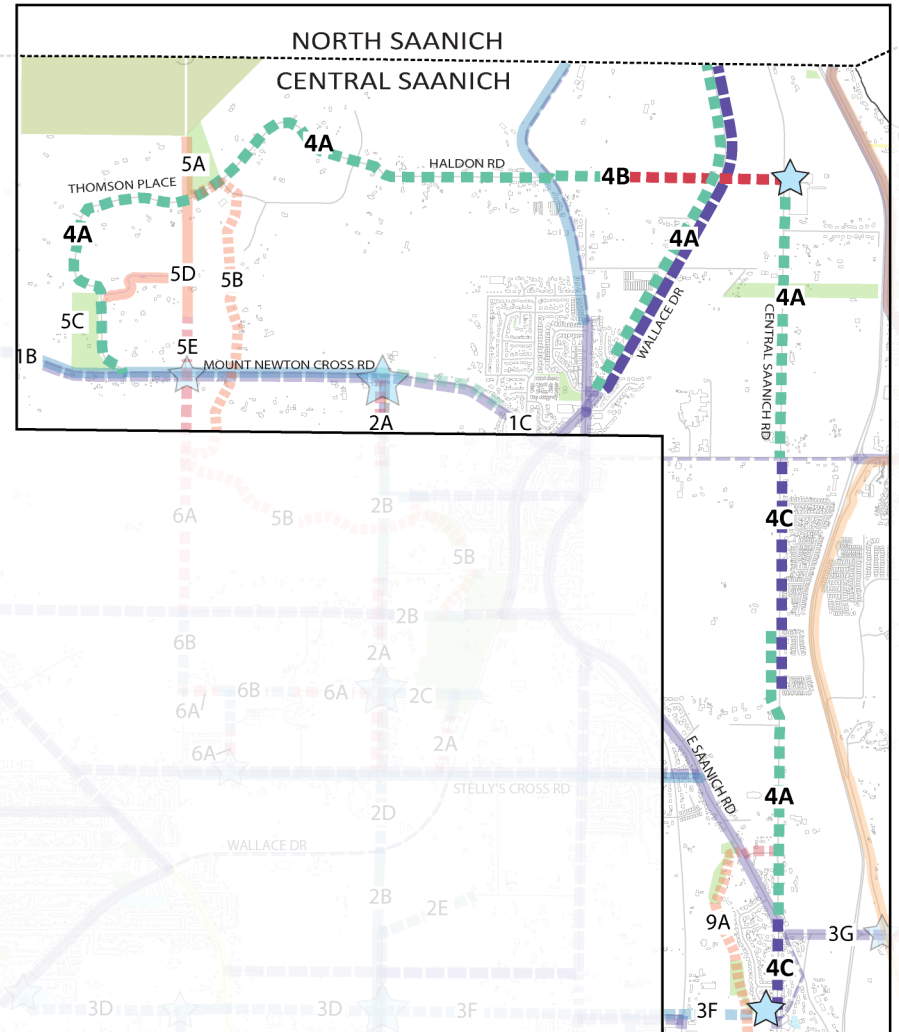 NORTH SAANICH
CENTRAL SAANICH
4A
5A
HALDON RD
4B
THOMSON PLACE
4A
4A
5D
5B
4A
5C
WALLACE DR
CENTRAL SAANICH RD
1B
5E
MOUNT NEWTON CROSS RD
2A
1C
2B
6A
5B
4C
5B
2B
6B
2A
6B
6A
2C
6A
6A
2A
E SAANICH RD
STELLY'S CROSS RD
4A
2D
WALLACE DR
2B
2E
9A
3G
4C
3D
3D
3F
3F